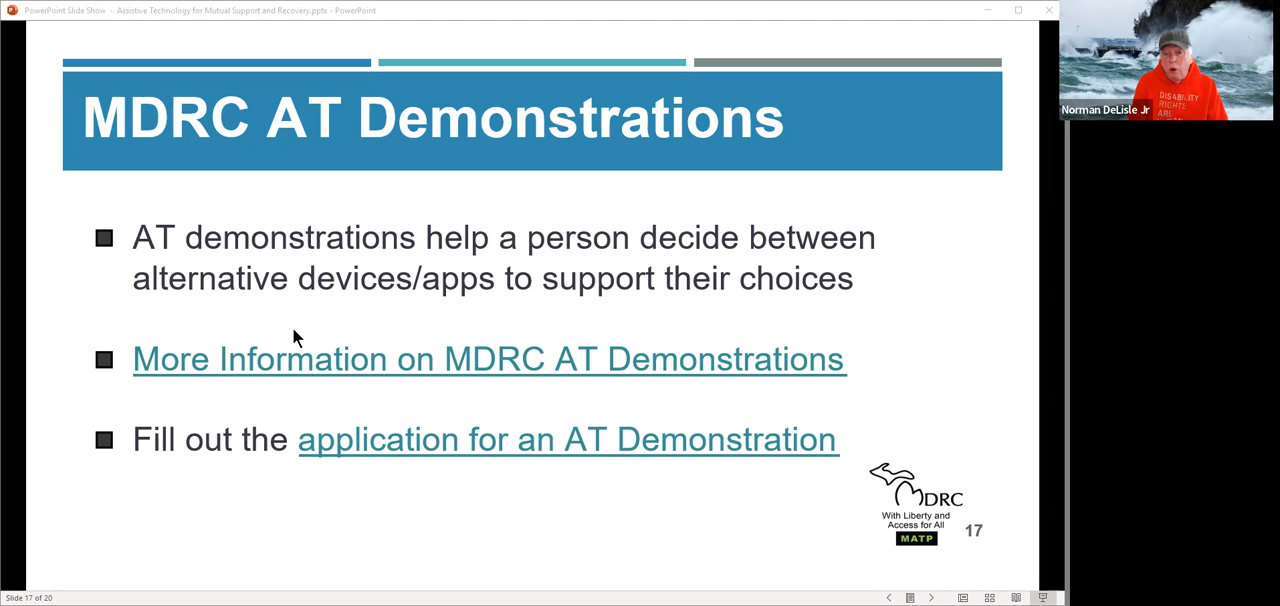 PowerPoint Slide Show - Assistive Technology for Mutual Support and Recovery.pptx - PowerPoint
MDRC AT Demonstrations
AT demonstrations help a person decide between
alternative devices/apps to support their choices
More Information on MDRC AT Demonstrations
Fill out the application for an AT Demonstration
MDRC
With Liberty and
Access for All
MATP
17
Slide 17 of 20
Norman DeLisle Jr
DISABILITY
RIGHTS
ARE